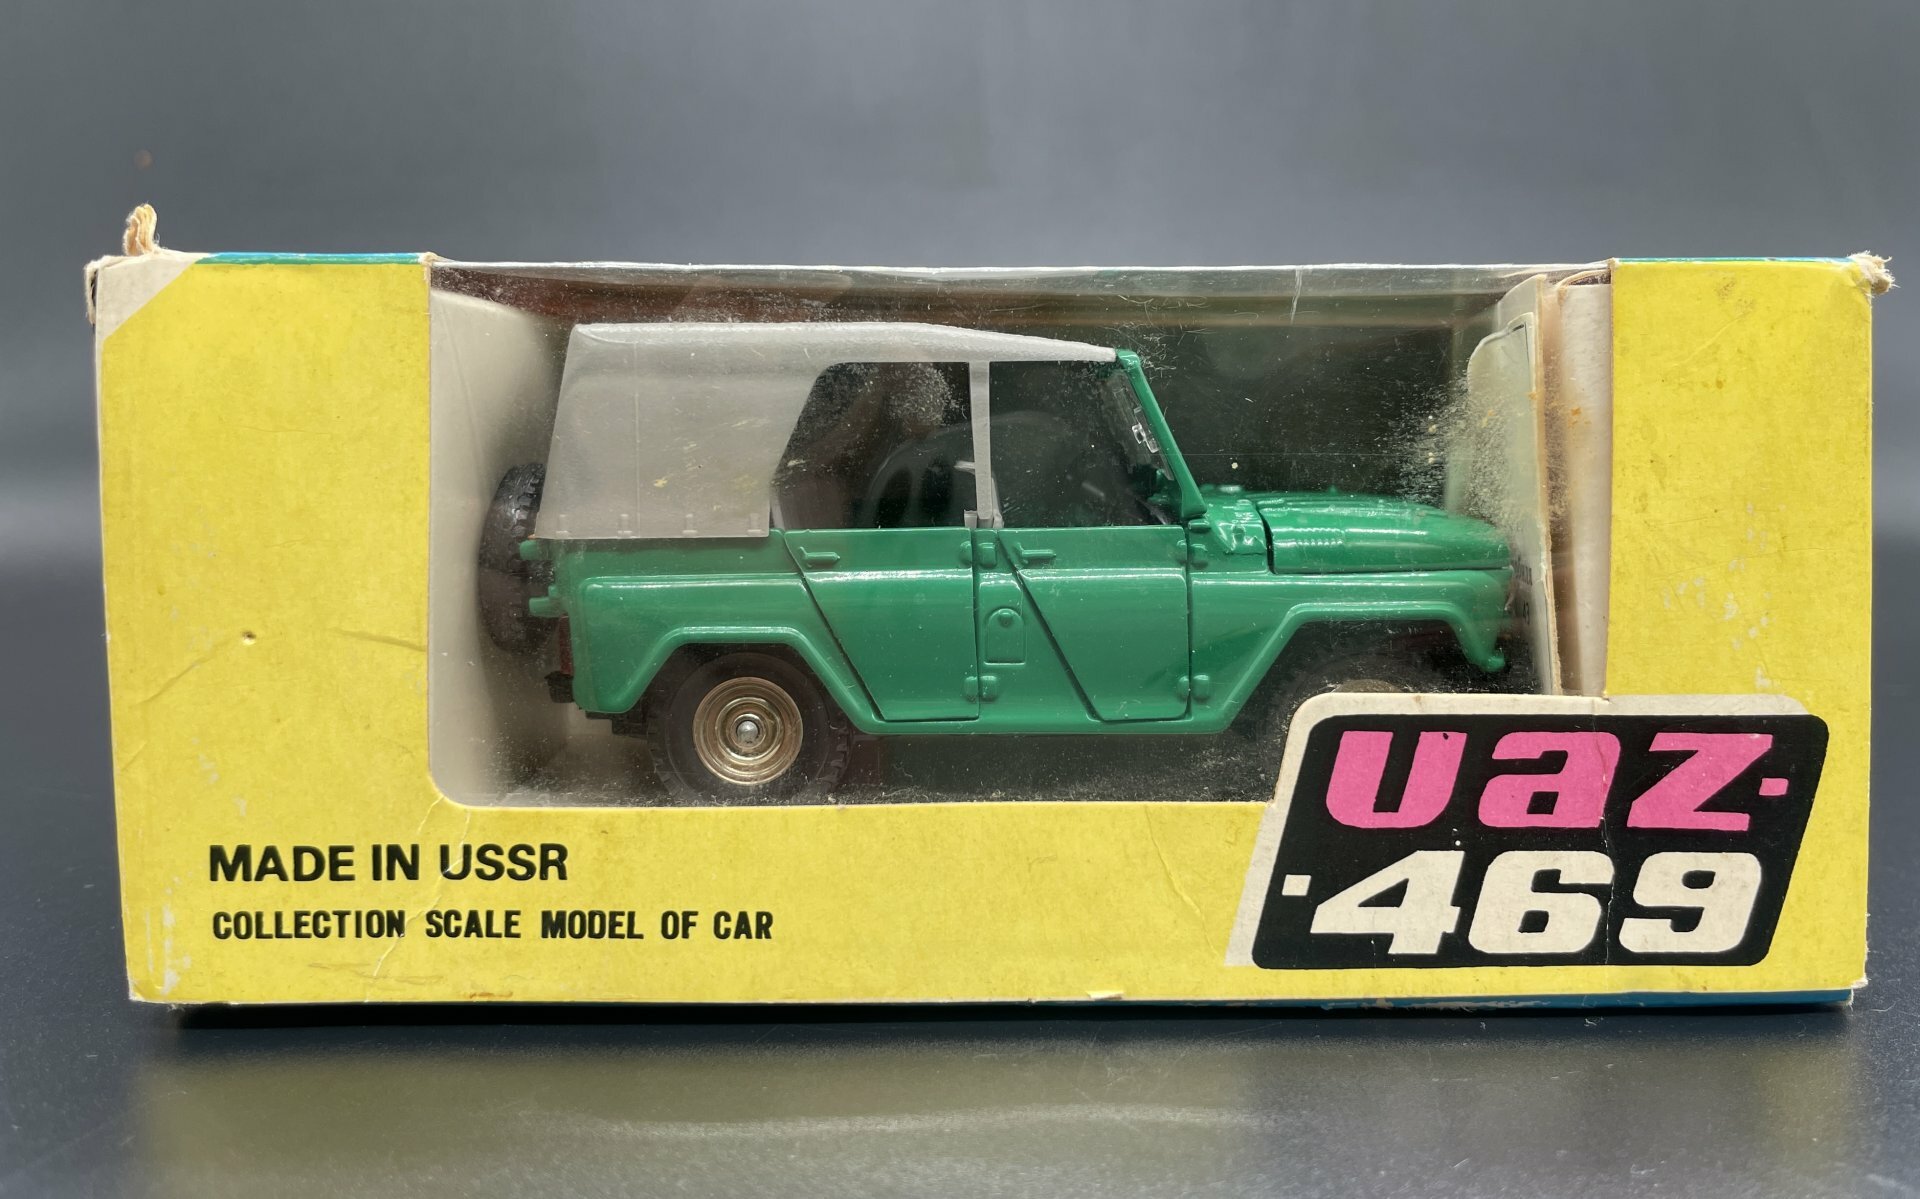 MADE IN USSR
COLLECTION SCALE MODEL OF CAR
uaz
469